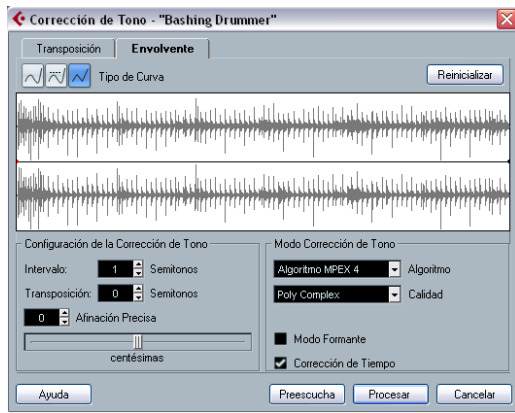 Corrección de Tono - "Bashing Drummer"
Transposición Envolvente
Tipo de Curva Reinicializar
Configuración de la Corrección de Tono
Intervalo: 1 Semitonos
Transposición: 0 Semitonos
0 Afinación Precisa
centésimas
Modo Corrección de Tono
Algoritmo MPEX 4 Algoritmo
Poly Complex Calidad
Modo Formante
Corrección de Tiempo
Ayuda Preescucha Procesar Cancelar